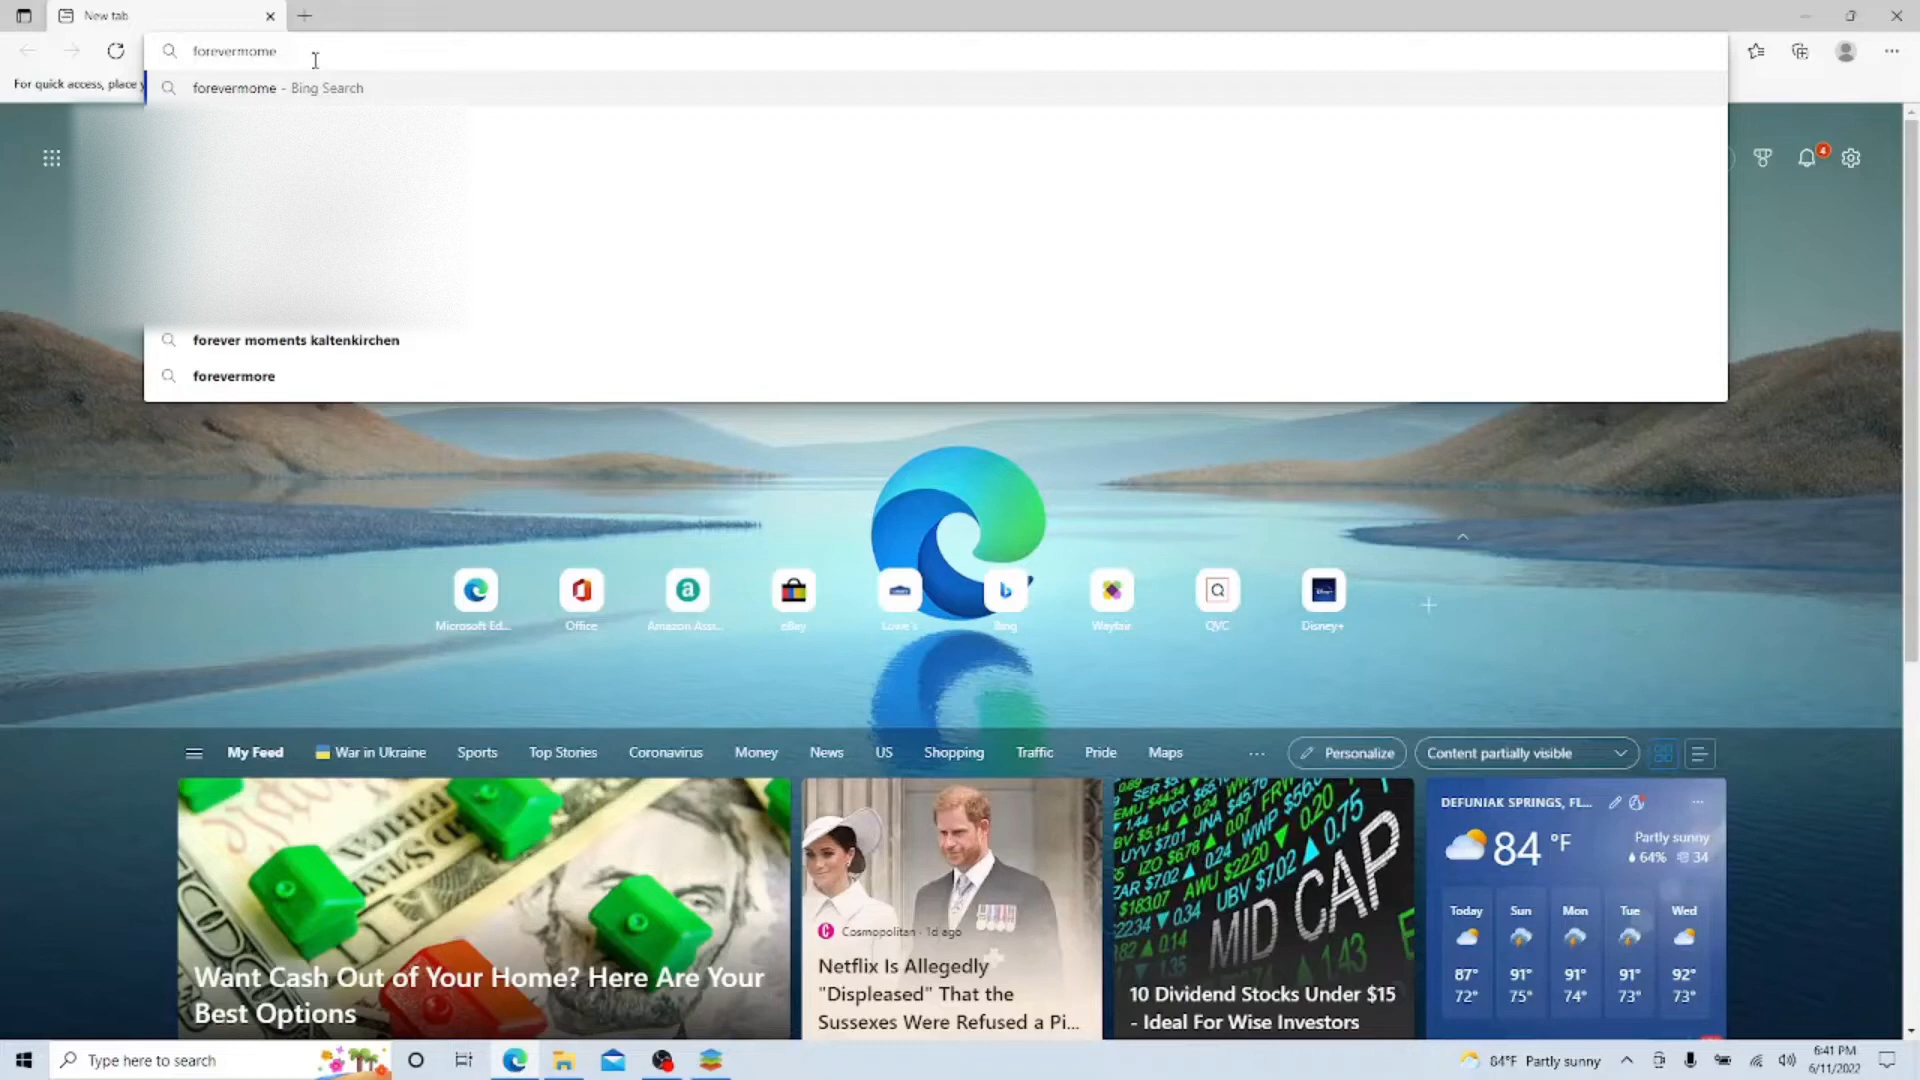 New tab
forevermome
For quick access, place y
forevermome - Bing Search
4
forever moments kaltenkirchen
forevermore
Microsoft Ed...
Office
Amazon Assi...
eBay
Lowe's
Bing
Wayfair
QVC
Disney+
My Feed
War in Ukraine
Sports
Top Stories
Coronavirus
Money
News
US
Shopping
Traffic
Pride
Maps
Personalize
Content partially visible
Want Cash Out of Your Home? Here Are Your
Best Options
Cosmopolitan · 1d ago
Netflix Is Allegedly
"Displeased" That the
Sussexes Were Refused a Pi...
MID CAP
10 Dividend Stocks Under $15
- Ideal For Wise Investors
DEFUNIAK SPRINGS, FL...
84 °F
Partly sunny
64% 34
Today Sun Mon Tue Wed
87° 91° 91° 91° 92°
72° 75° 74° 73° 73°
Type here to search
84°F Partly sunny
6:41 PM
6/11/2022